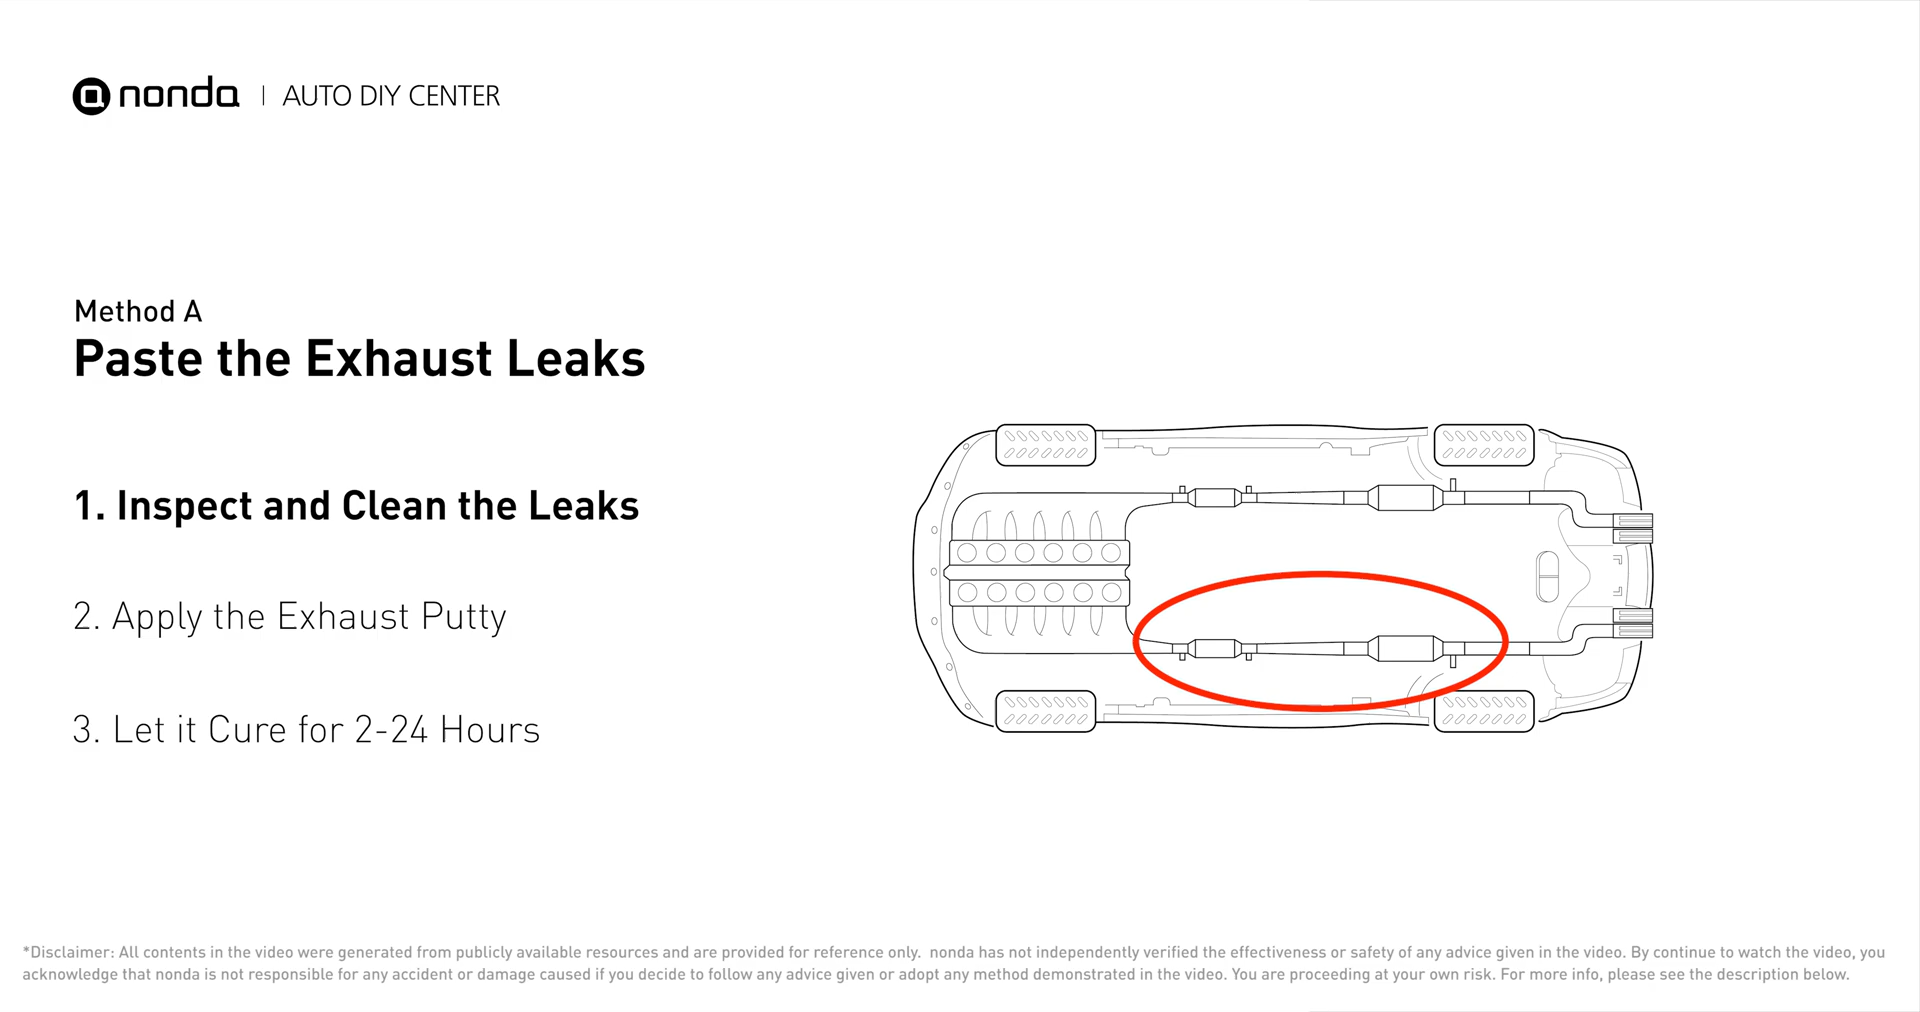 nonda | AUTO DIY CENTER
Method A
Paste the Exhaust Leaks
1. Inspect and Clean the Leaks
2. Apply the Exhaust Putty
3. Let it Cure for 2-24 Hours
*Disclaimer: All contents in the video were generated from publicly available resources and are provided for reference only. nonda has not independently verified the effectiveness or safety of any advice given in the video. By continue to watch the video, you
acknowledge that nonda is not responsible for any accident or damage caused if you decide to follow any advice given or adopt any method demonstrated in the video. You are proceeding at your own risk. For more info, please see the description below.